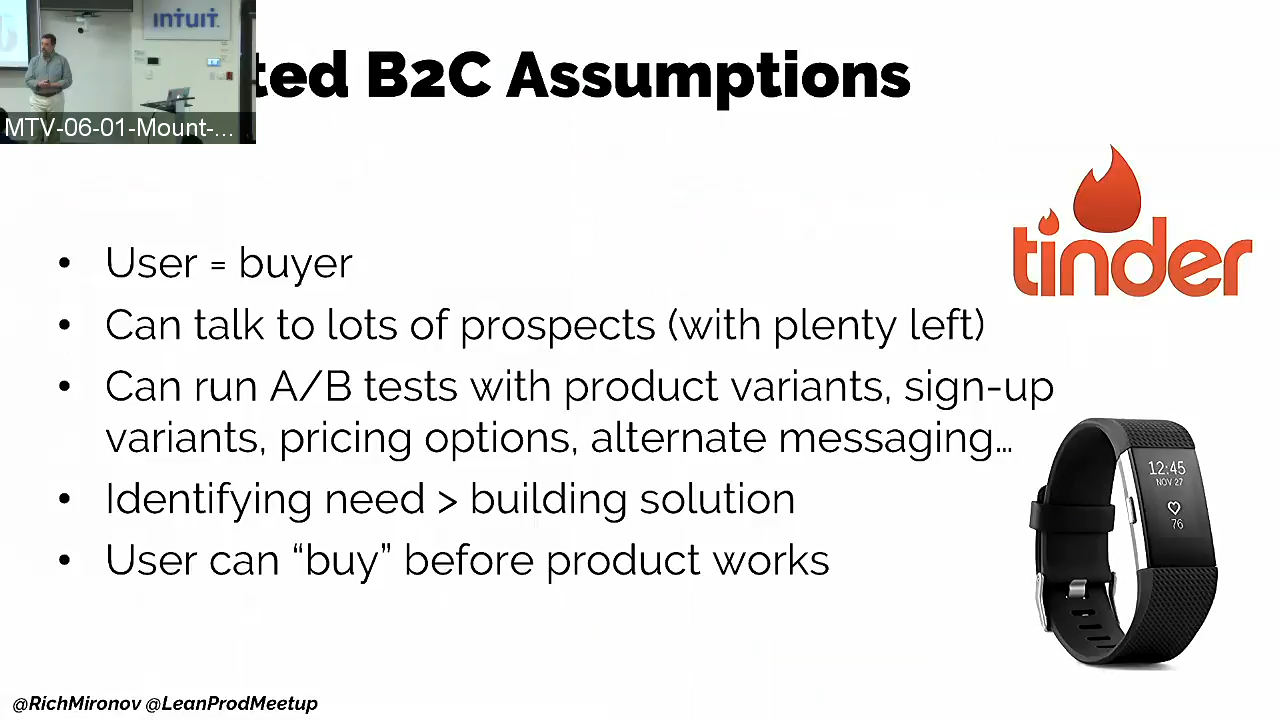 INTUIT.
MTV-06-01-Mount-...
ted B2C Assumptions
tinder
• User = buyer
• Can talk to lots of prospects (with plenty left)
• Can run A/B tests with product variants, sign-up
variants, pricing options, alternate messaging…
• Identifying need > building solution
• User can “buy” before product works
12:45
NOV 27
76
@RichMironov @LeanProdMeetup